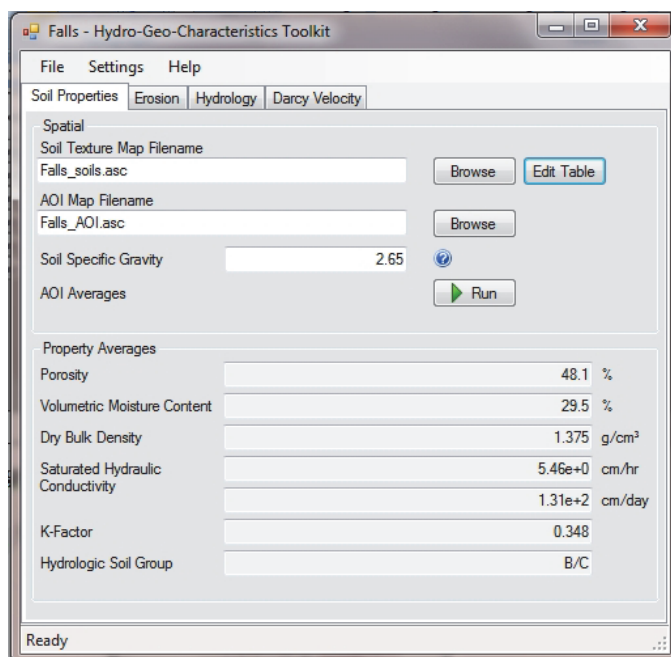 Falls - Hydro-Geo-Characteristics Toolkit
File Settings Help
Soil Properties Erosion Hydrology Darcy Velocity
Spatial
Soil Texture Map Filename
Falls_soils.asc Browse Edit Table
AOI Map Filename
Falls_AOI.asc Browse
Soil Specific Gravity 2.65 ?
AOI Averages Run
Property Averages
Porosity 48.1 %
Volumetric Moisture Content 29.5 %
Dry Bulk Density 1.375 g/cm³
Saturated Hydraulic Conductivity 5.46e+0 cm/hr
1.31e+2 cm/day
K-Factor 0.348
Hydrologic Soil Group B/C
Ready